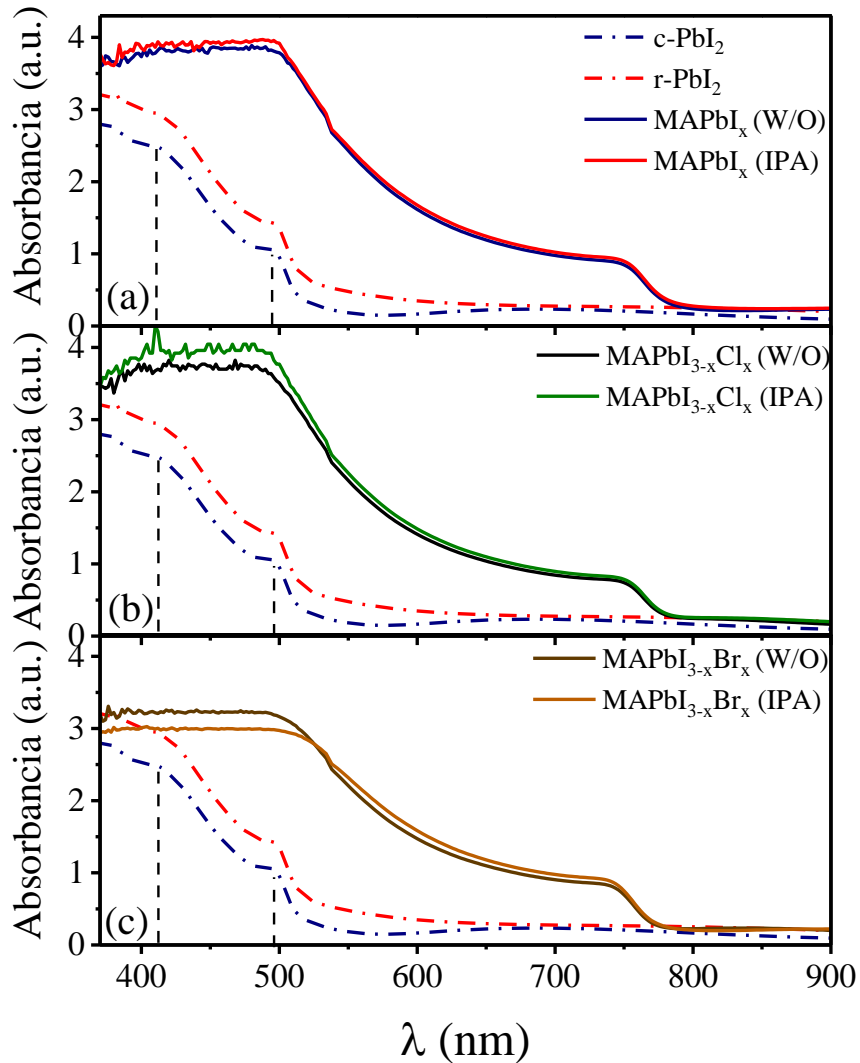 Absorbancia (a.u.)
4
3
2
1
0
c-PbI₂
r-PbI₂
MAPbIₓ (W/O)
MAPbIₓ (IPA)
(a)
Absorbancia (a.u.)
4
3
2
1
0
MAPbI₃₋ₓClₓ (W/O)
MAPbI₃₋ₓClₓ (IPA)
(b)
Absorbancia (a.u.)
4
3
2
1
0
MAPbI₃₋ₓBrₓ (W/O)
MAPbI₃₋ₓBrₓ (IPA)
(c)
400 500 600 700 800 900
λ (nm)